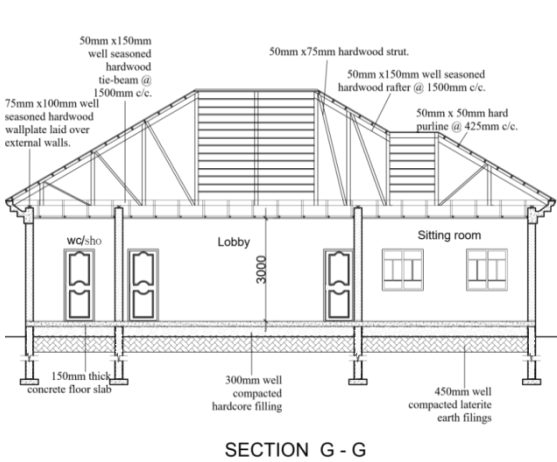 50mm x150mm
well seasoned
hardwood
tie-beam @
1500mm c/c.
50mm x75mm hardwood strut.
50mm x150mm well seasoned
hardwood rafter @ 1500mm c/c.
75mm x100mm well
seasoned hardwood
wallplate laid over
external walls.
50mm x 50mm hard
purline @ 425mm c/c.
wc/sho
Lobby
Sitting room
3000
150mm thick
concrete floor slab
300mm well
compacted
hardcore filling
450mm well
compacted laterite
earth filings
SECTION G - G